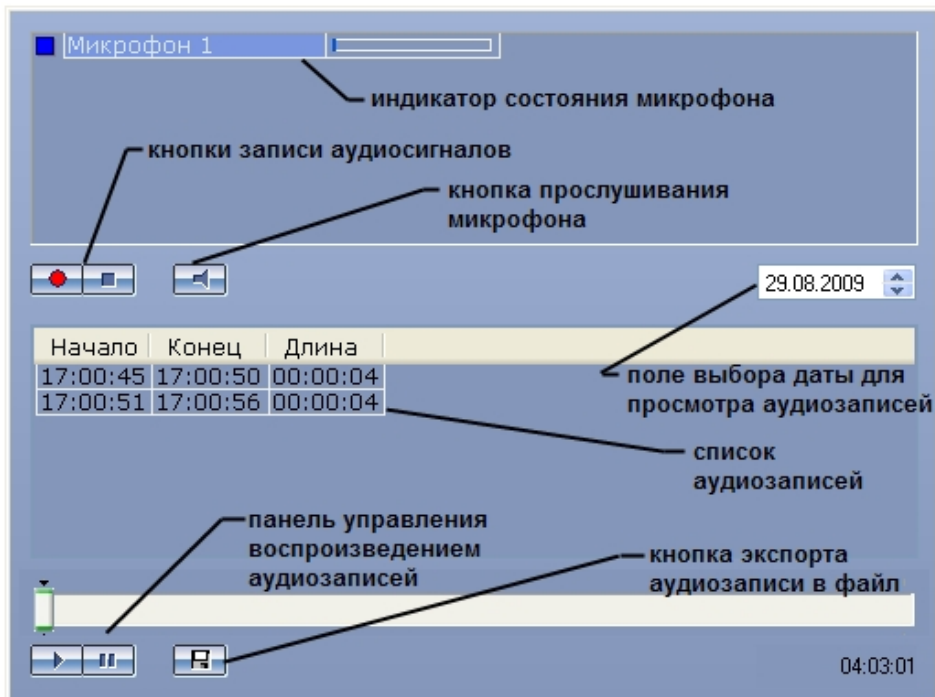 Микрофон 1
индикатор состояния микрофона
кнопки записи аудиосигналов
кнопка прослушивания
микрофона
29.08.2009
Начало Конец Длина
17:00:45 17:00:50 00:00:04
17:00:51 17:00:56 00:00:04
поле выбора даты для
просмотра аудиозаписей
список
аудиозаписей
панель управления
воспроизведением
аудиозаписей
кнопка экспорта
аудиозаписи в файл
04:03:01